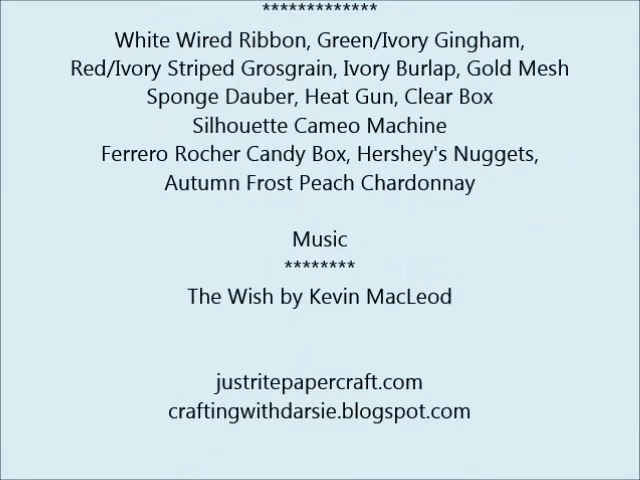 *************
White Wired Ribbon, Green/Ivory Gingham,
Red/Ivory Striped Grosgrain, Ivory Burlap, Gold Mesh
Sponge Dauber, Heat Gun, Clear Box
Silhouette Cameo Machine
Ferrero Rocher Candy Box, Hershey's Nuggets,
Autumn Frost Peach Chardonnay
Music
********
The Wish by Kevin MacLeod
justritepapercraft.com
craftingwithdarsie.blogspot.com